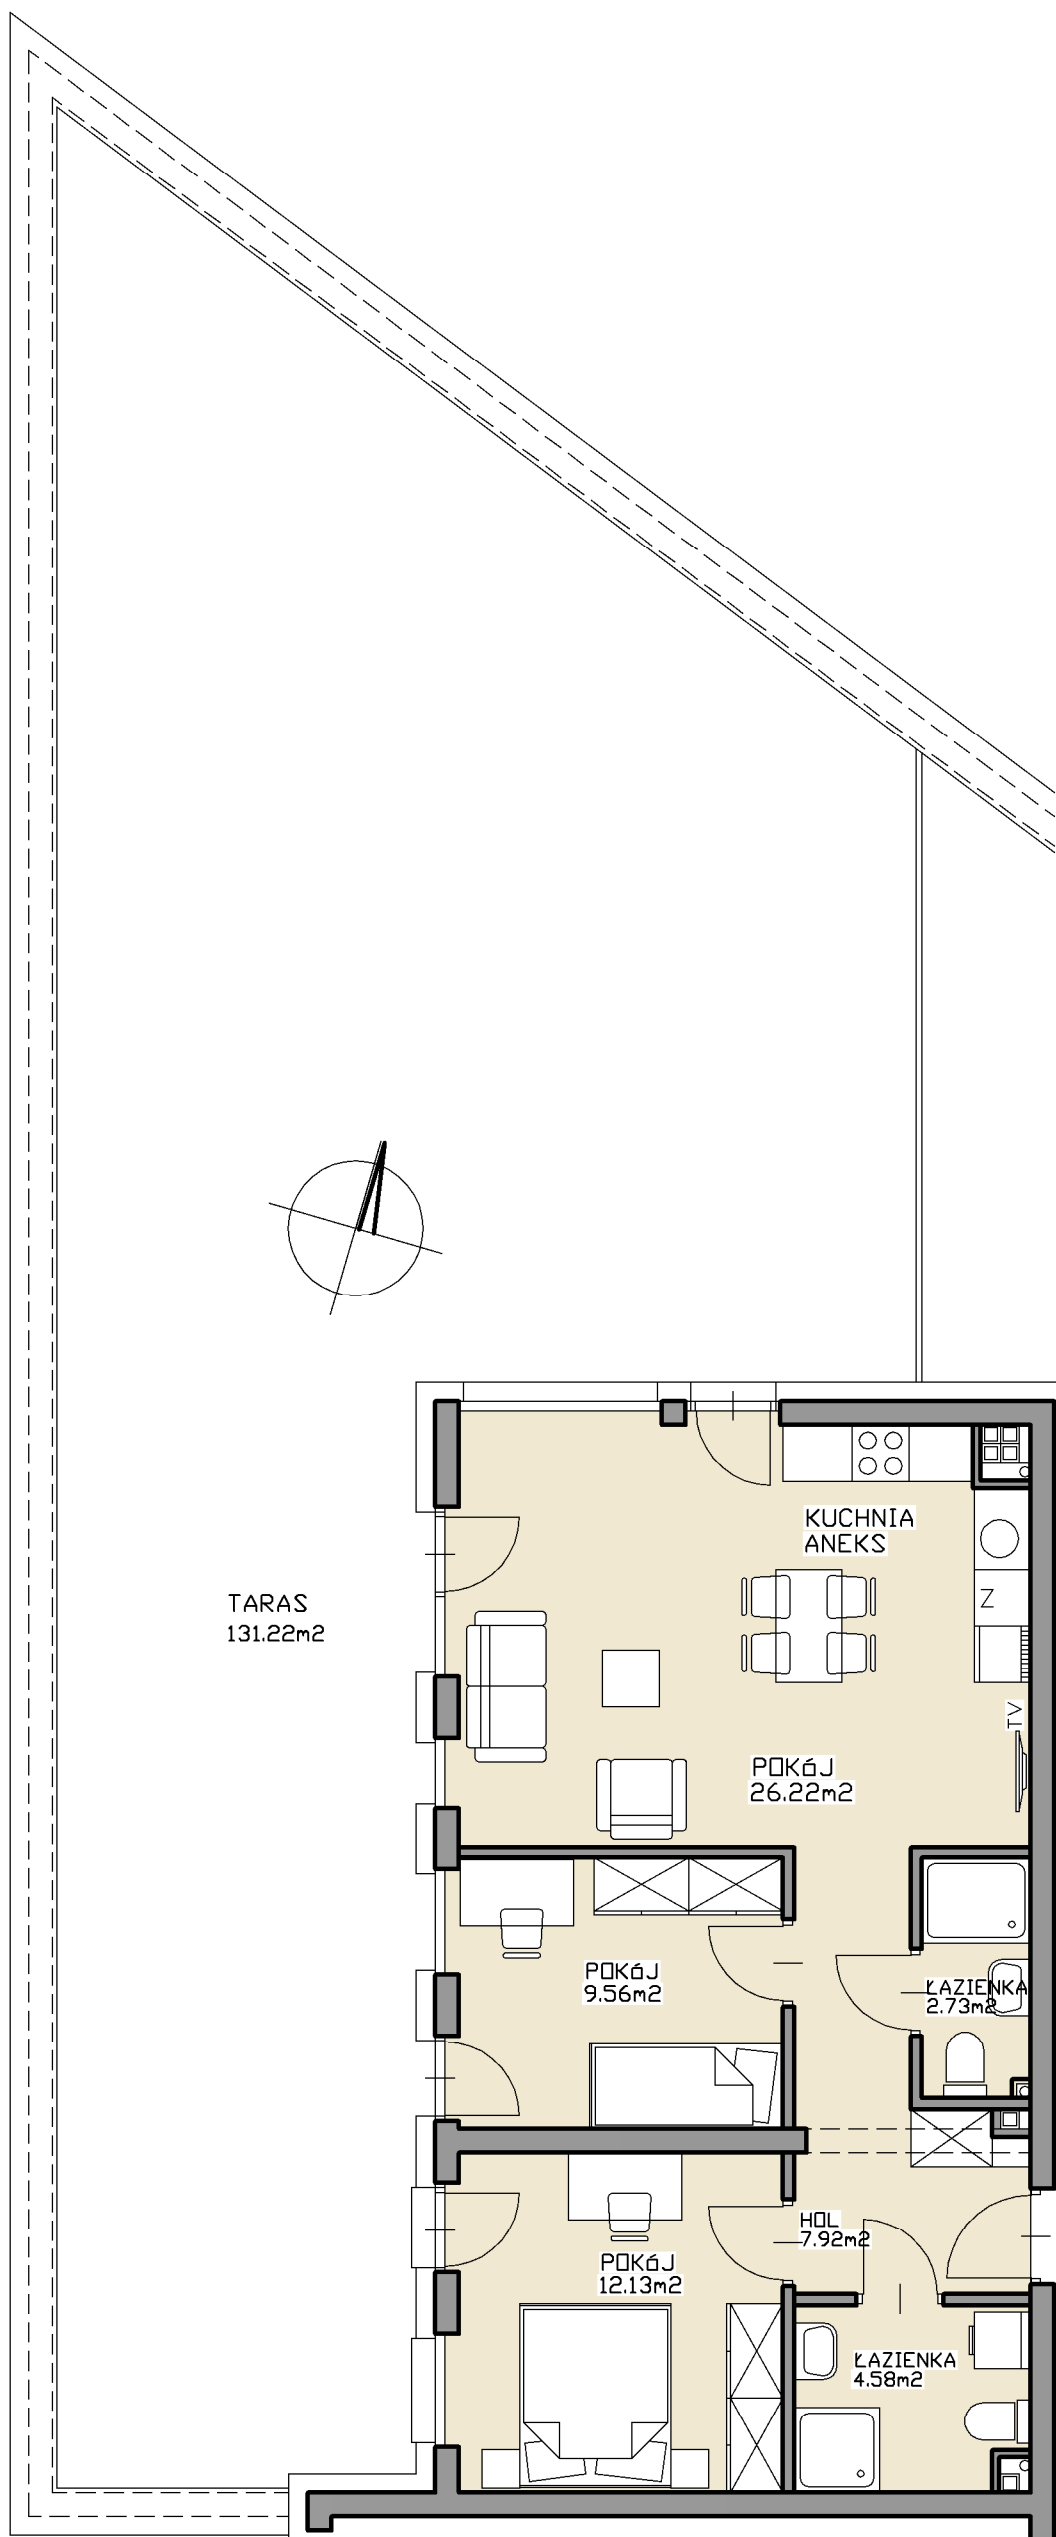 KUCHNIA
ANEKS
Z
TARAS
131.22m2
TV
POKóJ
26.22m2
POKóJ
9.56m2
ŁAZIENKA
2.73m2
HOL
7.92m2
POKóJ
12.13m2
ŁAZIENKA
4.58m2